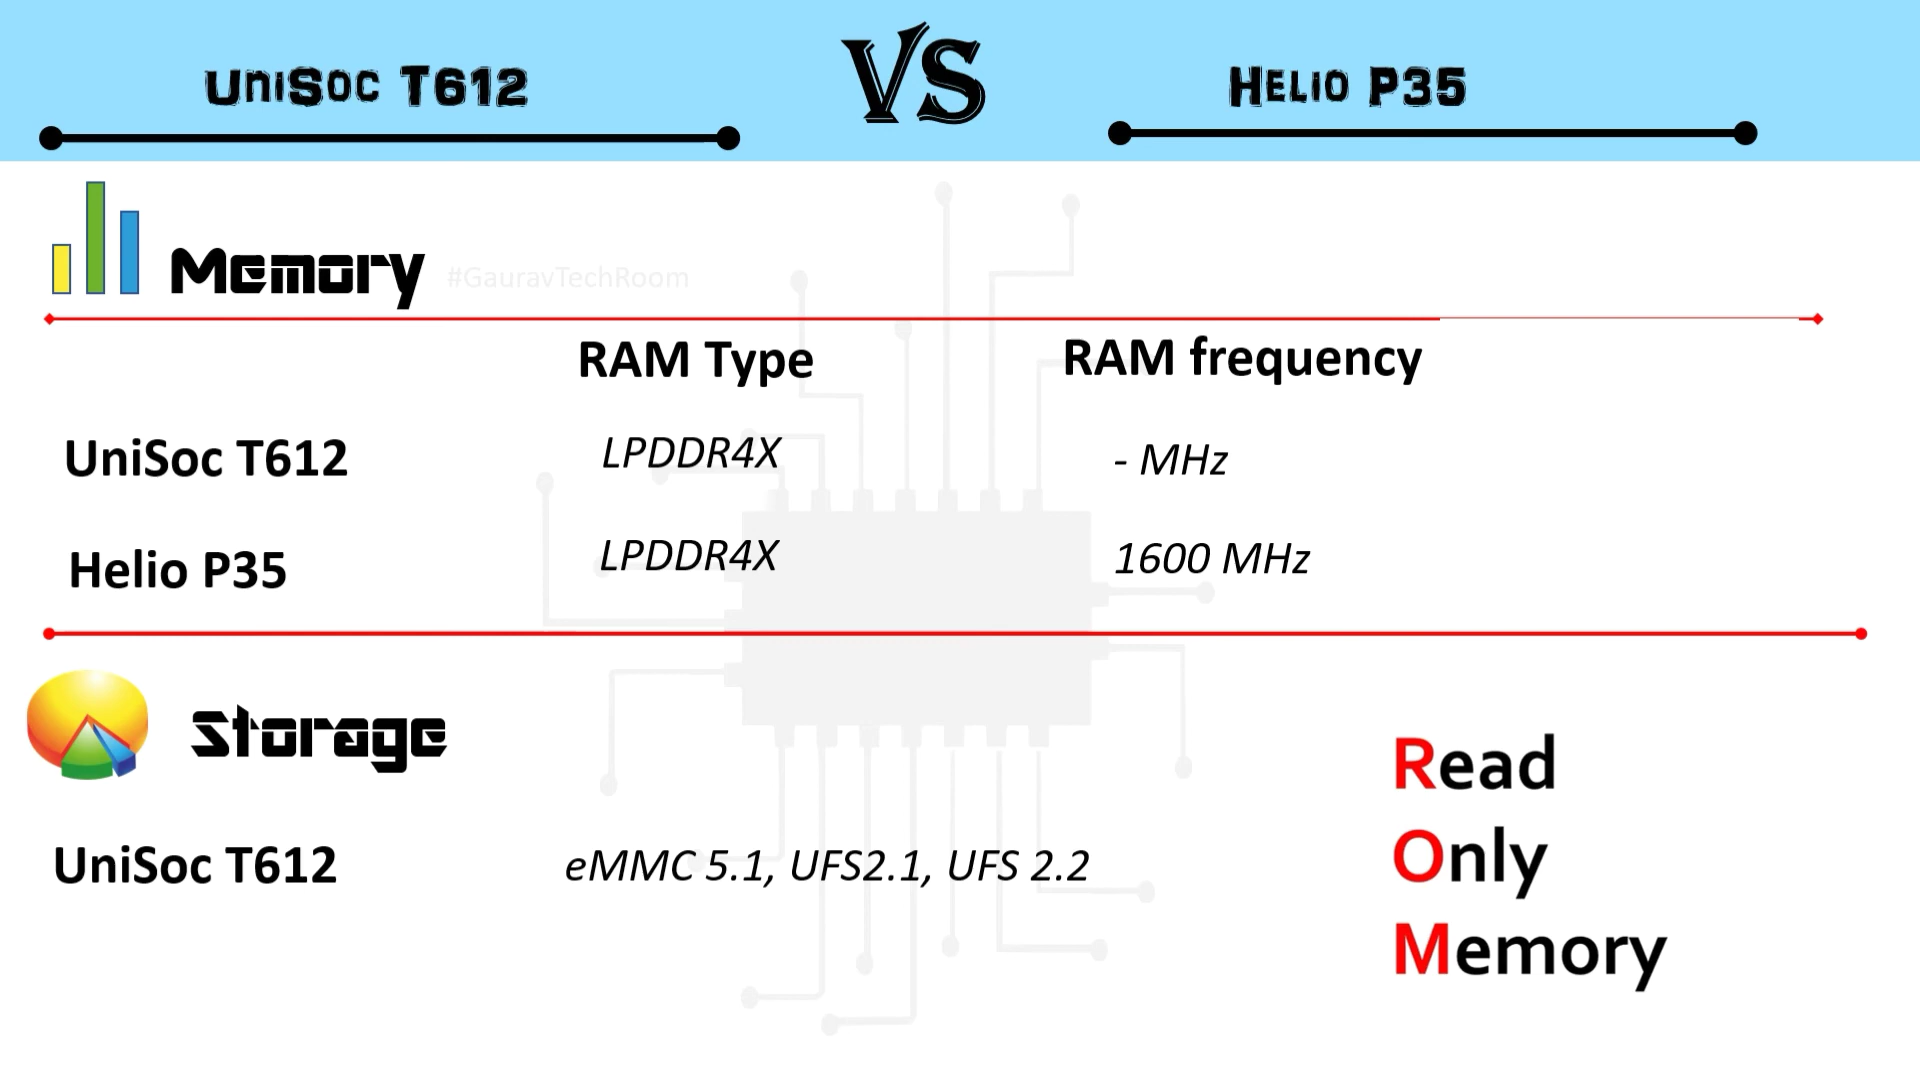 UniSoc T612 VS Helio P35
Memory #GauravTechRoom
RAM Type RAM frequency
UniSoc T612 LPDDR4X - MHz
Helio P35 LPDDR4X 1600 MHz
Storage
Read
Only
Memory
UniSoc T612 eMMC 5.1, UFS2.1, UFS 2.2